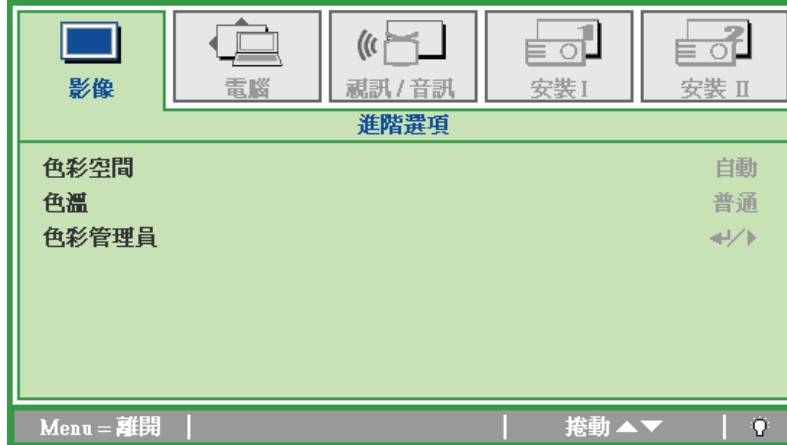 影像 電腦 視訊 / 音訊 安裝 I 安裝 II
進階選項
色彩空間 自動
色溫 普通
色彩管理員
Menu = 離開 捲動